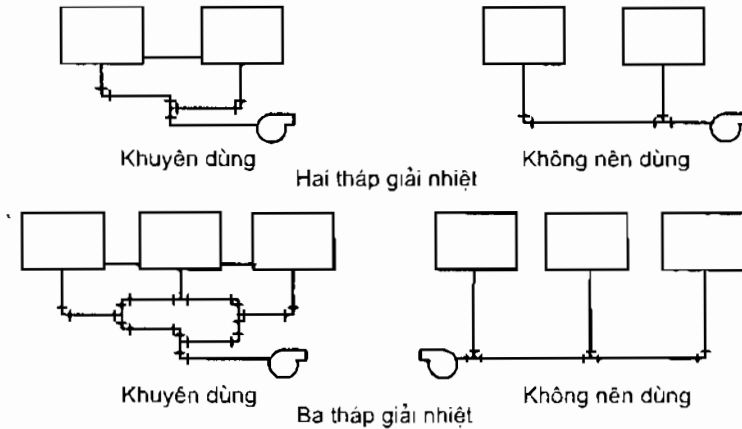 Khuyên dùng
Không nên dùng
Hai tháp giải nhiệt
Khuyên dùng
Không nên dùng
Ba tháp giải nhiệt